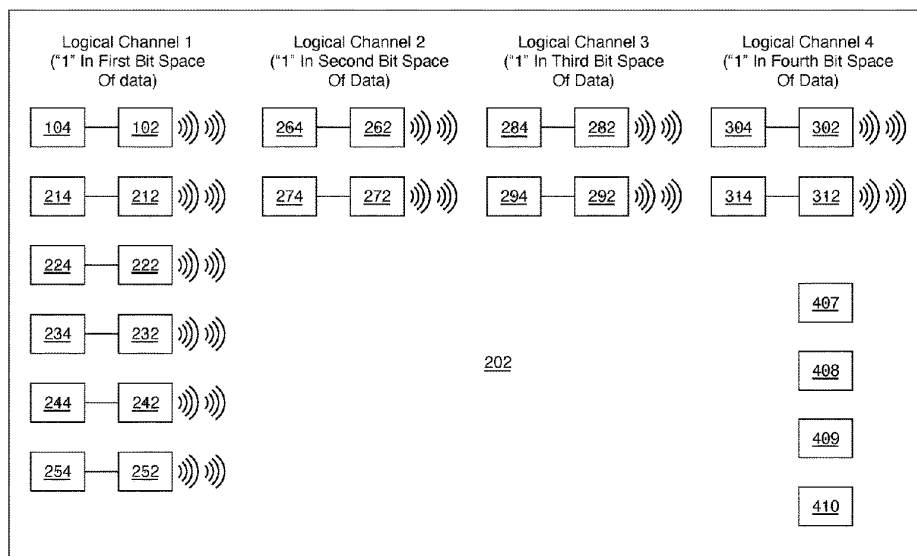 Logical Channel 1
("1" In First Bit Space
Of data)
Logical Channel 2
("1" In Second Bit Space
Of Data)
Logical Channel 3
("1" In Third Bit Space
Of Data)
Logical Channel 4
("1" In Fourth Bit Space
Of Data)
104 102 264 262 284 282 304 302
214 212 274 272 294 292 314 312
224 222
407
234 232
202
408
244 242
409
254 252
410